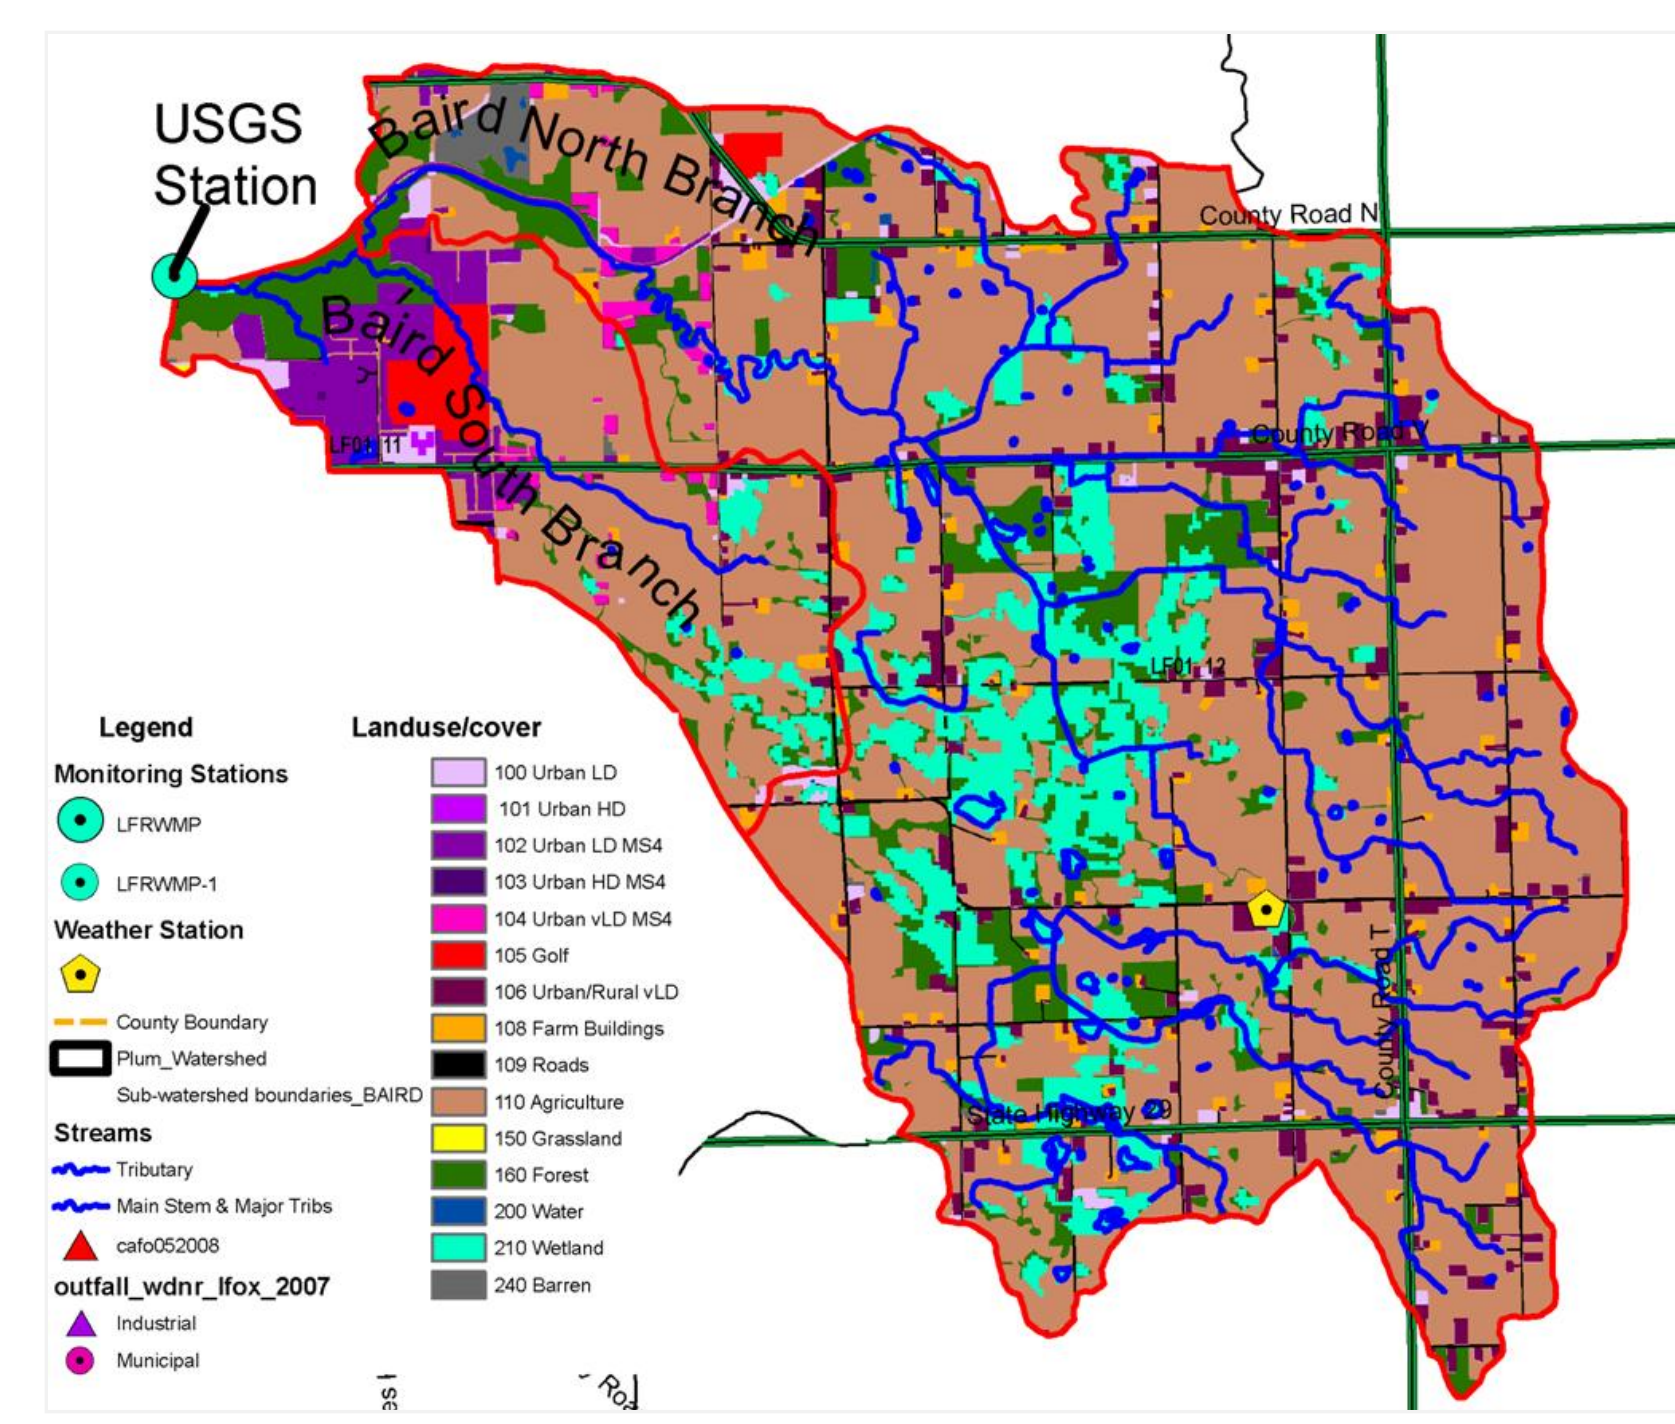 USGS
Station
Baird North Branch
County Road N
Baird South Branch
LF01_11
County Road V
LF01_12
County Road T
State Highway 29
Legend
Monitoring Stations
LFRWMP
LFRWMP-1
Weather Station
County Boundary
Plum_Watershed
Sub-watershed boundaries_BAIRD
Streams
Tributary
Main Stem & Major Tribs
cafo052008
outfall_wdnr_lfox_2007
Industrial
Municipal
Landuse/cover
100 Urban LD
101 Urban HD
102 Urban LD MS4
103 Urban HD MS4
104 Urban vLD MS4
105 Golf
106 Urban/Rural vLD
108 Farm Buildings
109 Roads
110 Agriculture
150 Grassland
160 Forest
200 Water
210 Wetland
240 Barren